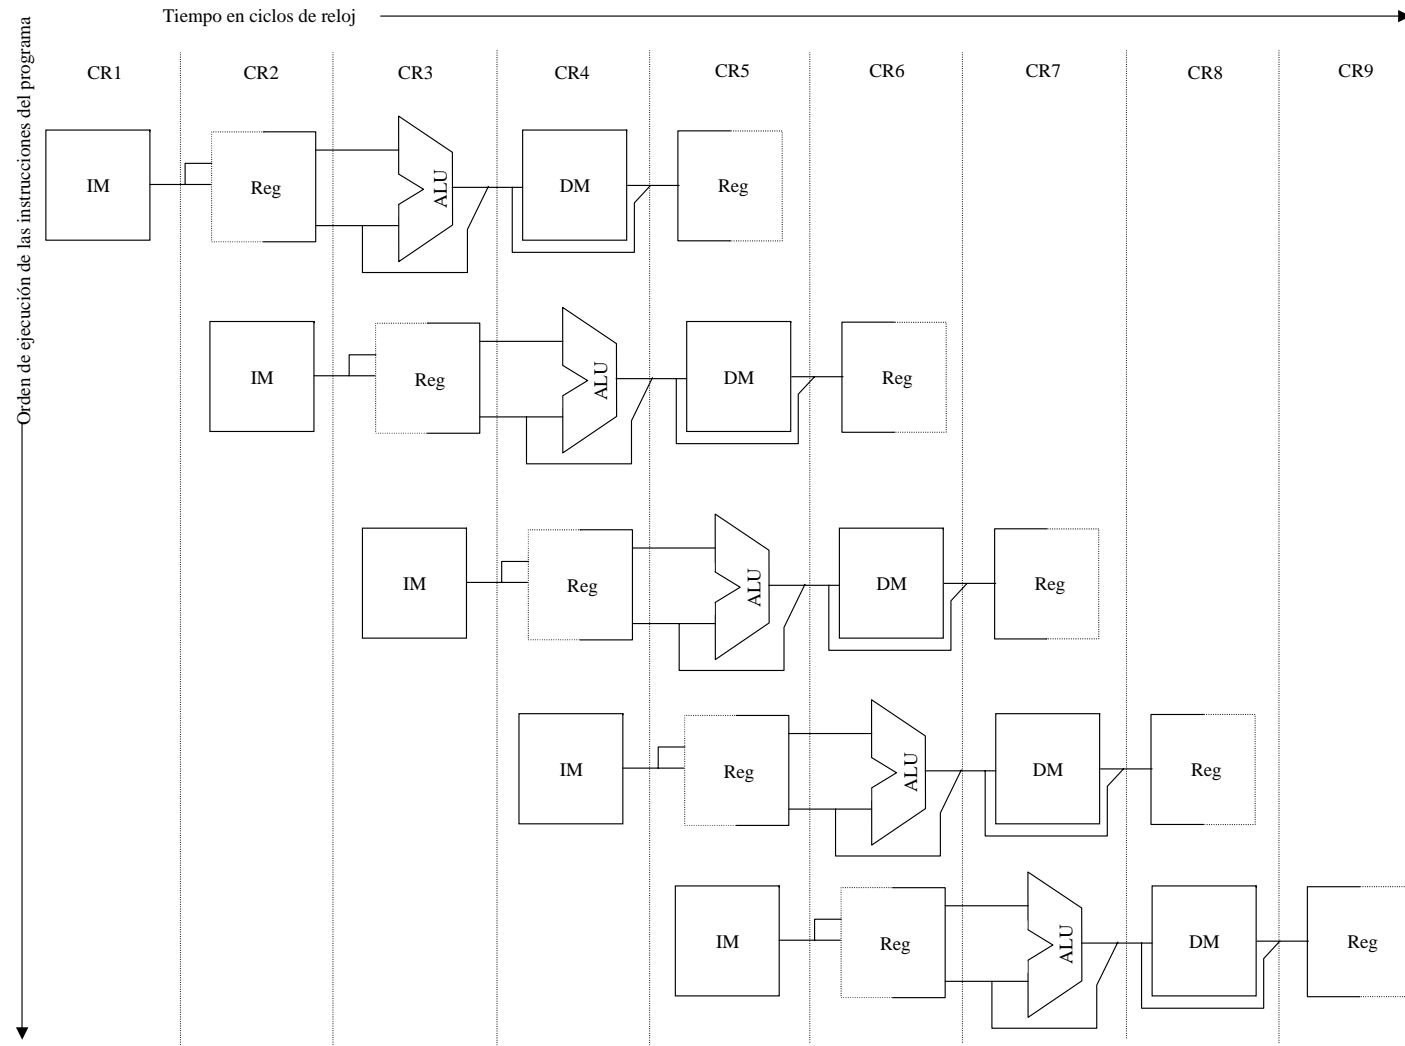 Tiempo en ciclos de reloj
Orden de ejecución de las instrucciones del programa
CR1 CR2 CR3 CR4 CR5 CR6 CR7 CR8 CR9
IM Reg ALU DM Reg
IM Reg ALU DM Reg
IM Reg ALU DM Reg
IM Reg ALU DM Reg
IM Reg ALU DM Reg